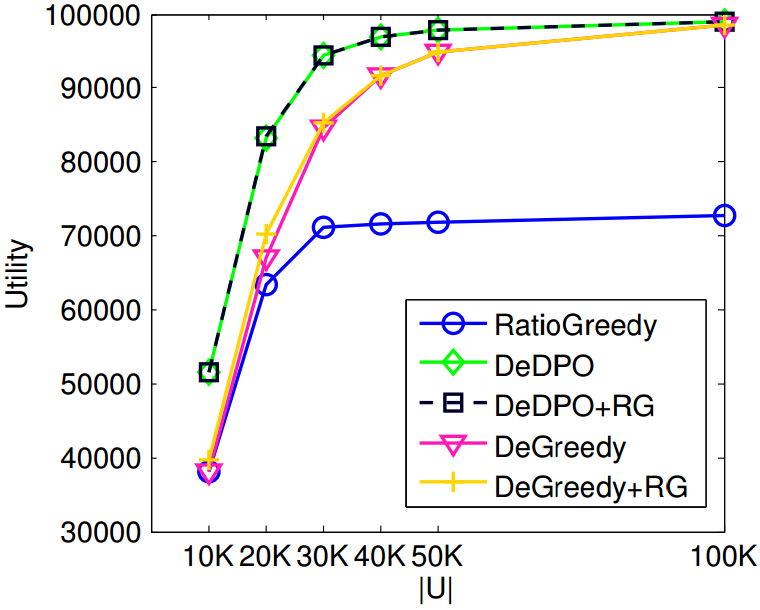 100000
90000
80000
70000
60000
50000
40000
30000
Utility
10K 20K 30K 40K 50K 100K
|U|
RatioGreedy
DeDPO
DeDPO+RG
DeGreedy
DeGreedy+RG